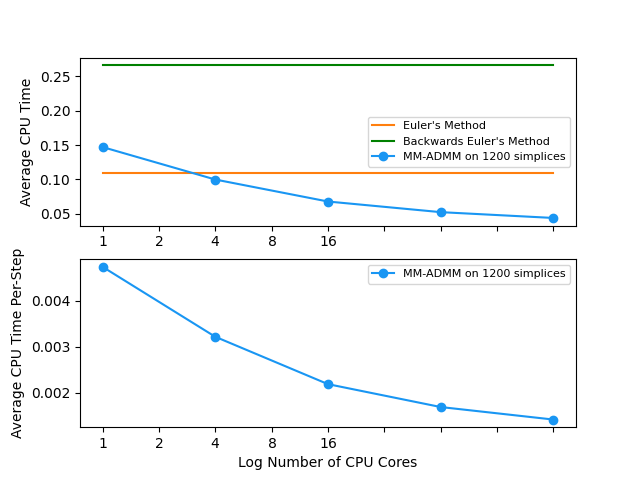 0.25
0.20
0.15
0.10
0.05
Average CPU Time
Euler's Method
Backwards Euler's Method
MM-ADMM on 1200 simplices
1 2 4 8 16
0.004
0.003
0.002
Average CPU Time Per-Step
MM-ADMM on 1200 simplices
1 2 4 8 16
Log Number of CPU Cores